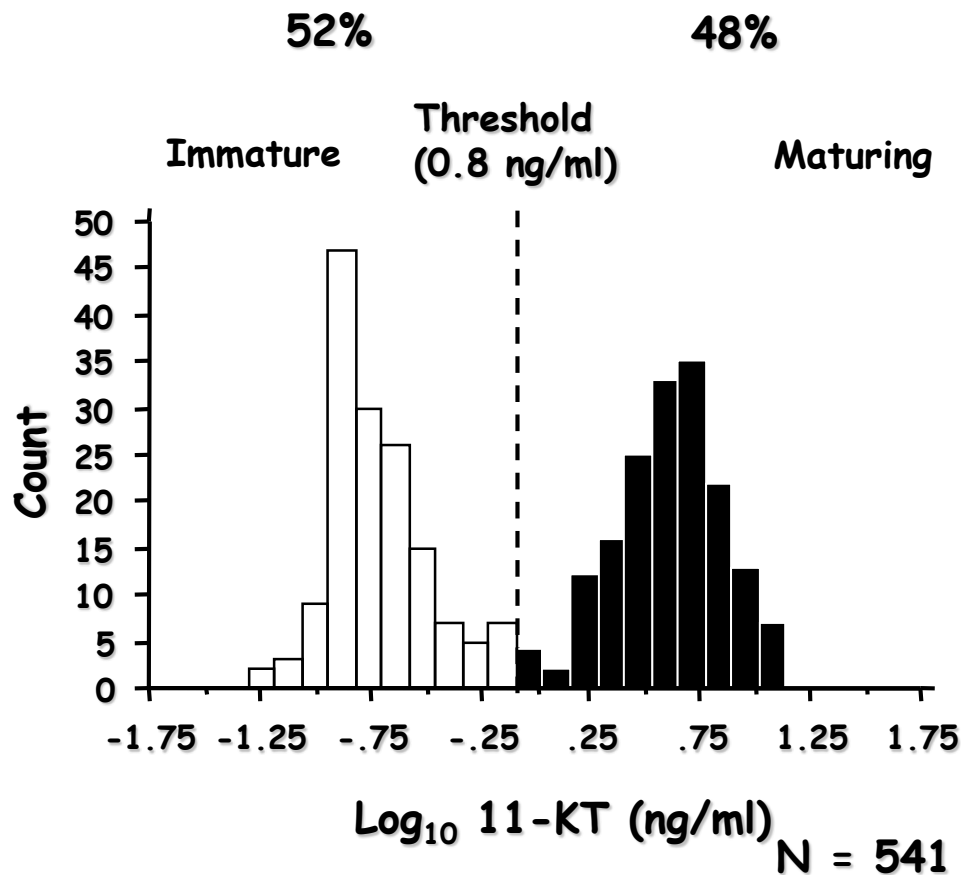 52% 48%
Threshold
(0.8 ng/ml)
Immature Maturing
50
45
40
35
30
25
20
15
10
5
0
Count
-1.75 -1.25 -.75 -.25 .25 .75 1.25 1.75
Log₁₀ 11-KT (ng/ml)
N = 541